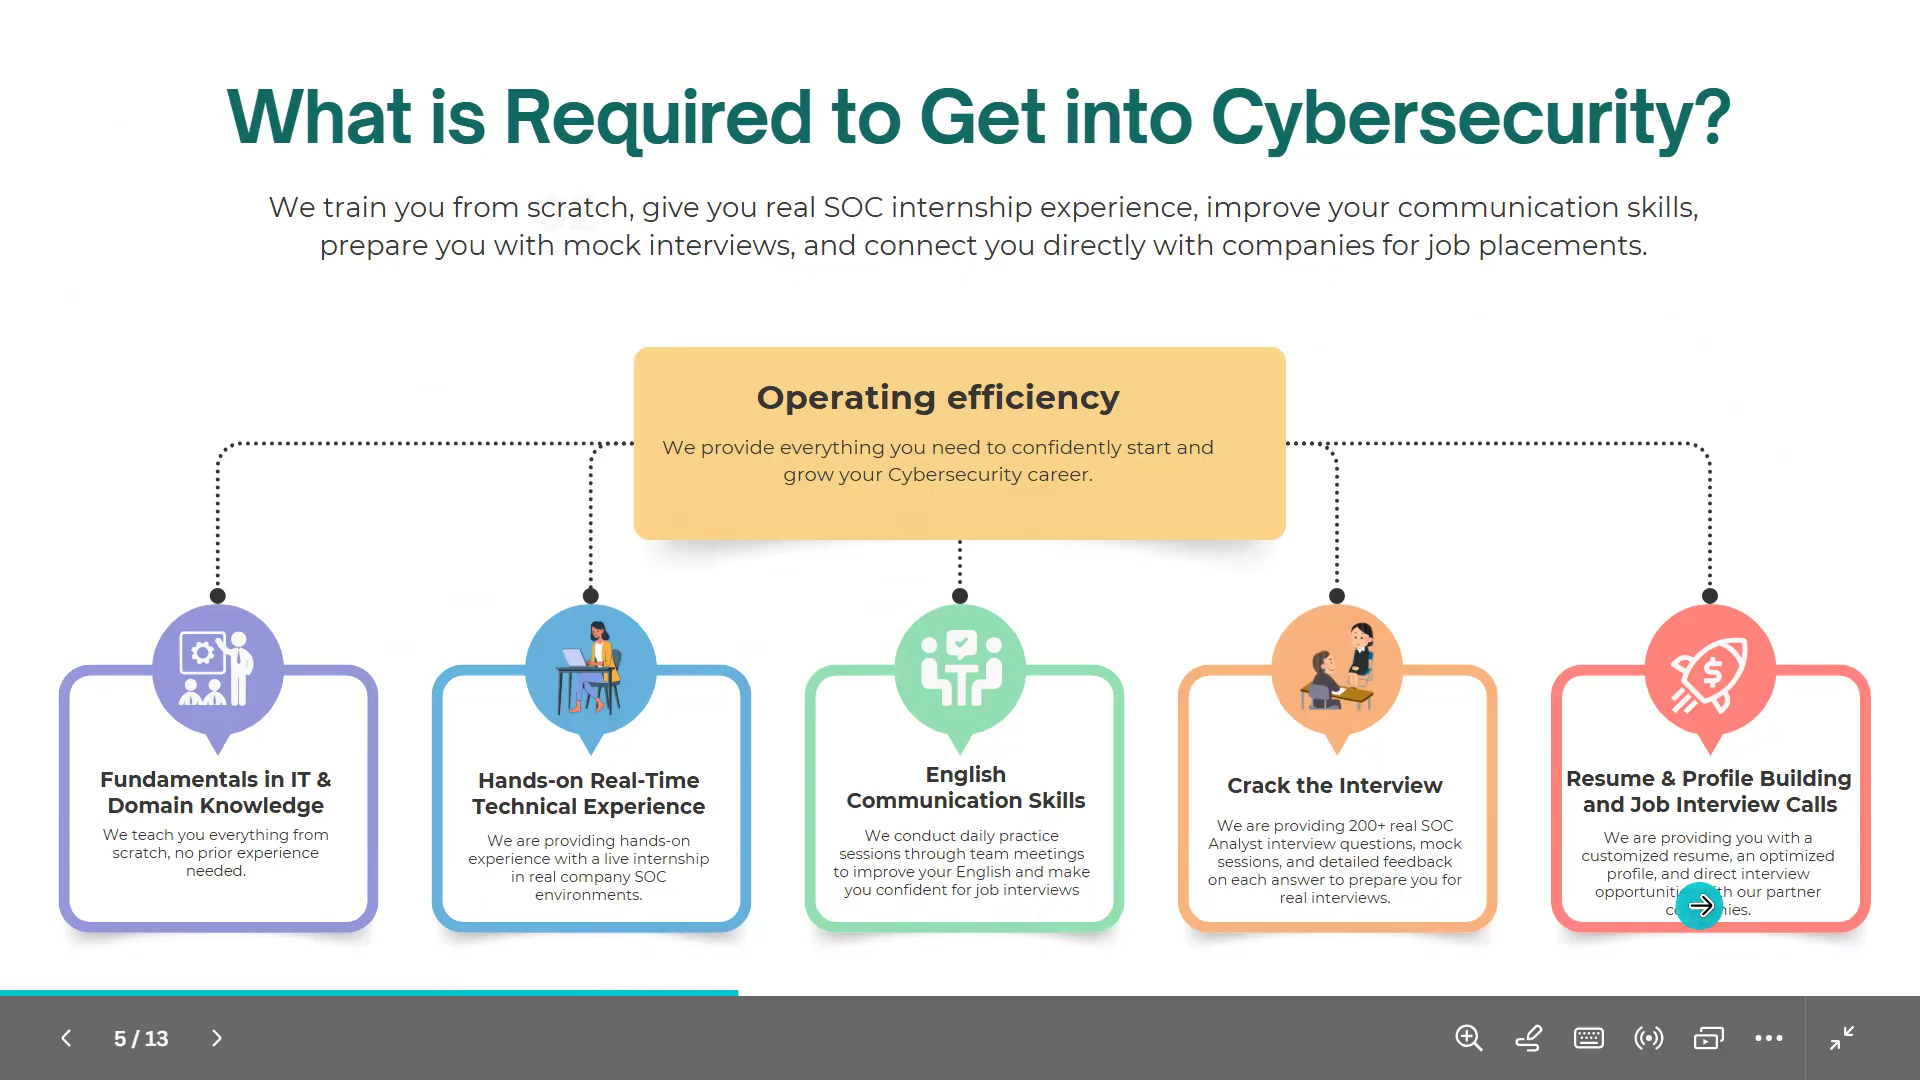 What is Required to Get into Cybersecurity?
We train you from scratch, give you real SOC internship experience, improve your communication skills,
prepare you with mock interviews, and connect you directly with companies for job placements.
Operating efficiency
We provide everything you need to confidently start and
grow your Cybersecurity career.
Fundamentals in IT &
Domain Knowledge
We teach you everything from
scratch, no prior experience
needed.
Hands-on Real-Time
Technical Experience
We are providing hands-on
experience with a live internship
in real company SOC
environments.
English
Communication Skills
We conduct daily practice
sessions through team meetings
to improve your English and make
you confident for job interviews
Crack the Interview
We are providing 200+ real SOC
Analyst interview questions, mock
sessions, and detailed feedback
on each answer to prepare you for
real interviews.
Resume & Profile Building
and Job Interview Calls
We are providing you with a
customized resume, an optimized
profile, and direct interview
our partner
5 / 13